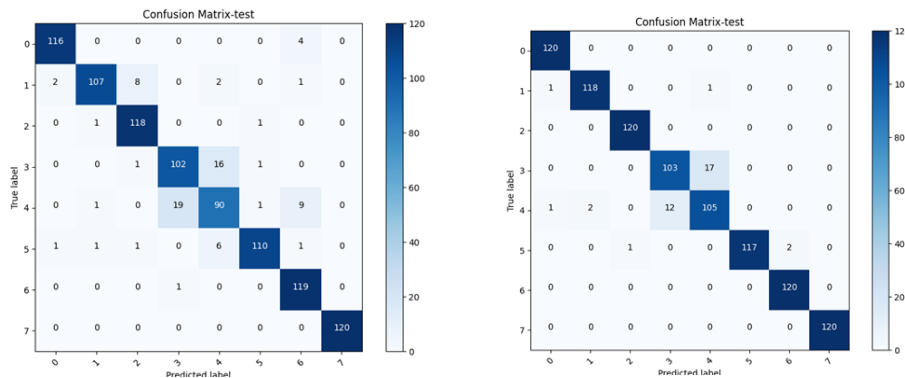 Confusion Matrix-test
0 116 0 0 0 0 0 4 0
1 2 107 8 0 2 0 1 0
2 0 1 118 0 0 1 0 0
3 0 0 1 102 16 1 0 0
4 0 1 0 19 90 1 9 0
5 1 1 1 0 6 110 1 0
6 0 0 0 1 0 0 119 0
7 0 0 0 0 0 0 0 120
0 1 2 3 4 5 6 7
True label
Predicted label
120
100
80
60
40
20
0
Confusion Matrix-test
0 120 0 0 0 0 0 0 0
1 1 118 0 0 1 0 0 0
2 0 0 120 0 0 0 0 0
3 0 0 0 103 17 0 0 0
4 1 2 0 12 105 0 0 0
5 0 0 1 0 0 117 2 0
6 0 0 0 0 0 0 120 0
7 0 0 0 0 0 0 0 120
0 1 2 3 4 5 6 7
True label
Predicted label
12
10
80
60
40
20
0